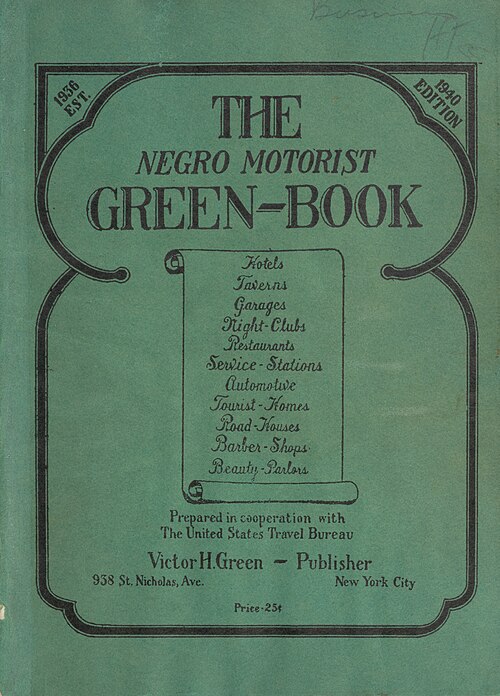 1936
EST.
1940
EDITION
THE
NEGRO MOTORIST
GREEN-BOOK
Hotels
Taverns
Garages
Night-Clubs
Restaurants
Service-Stations
Automotive
Tourist-Homes
Road-Houses
Barber-Shops
Beauty-Parlors
Prepared in cooperation with
The United States Travel Bureau
Victor H. Green - Publisher
938 St. Nicholas, Ave. New York City
Price-25¢